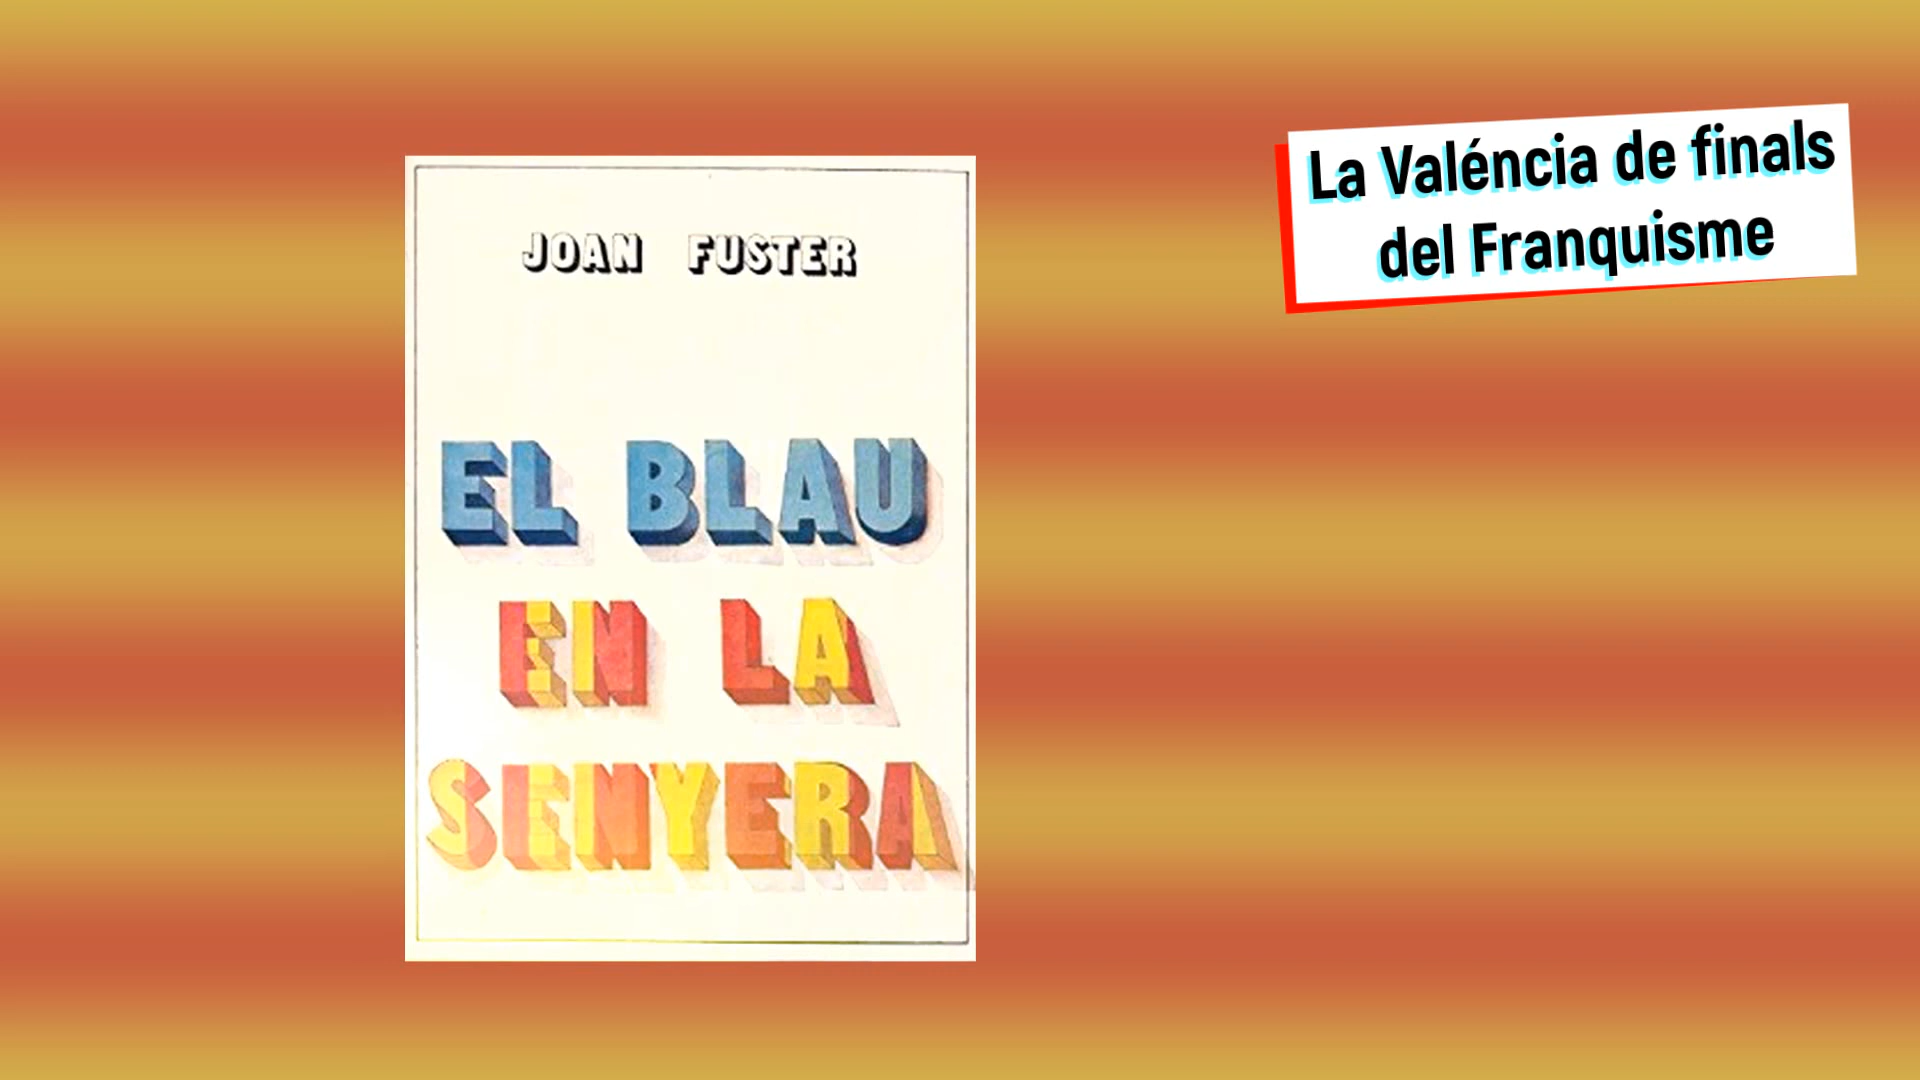 La Valéncia de finals
del Franquisme
JOAN FUSTER
EL BLAU
EN LA
SENYERA